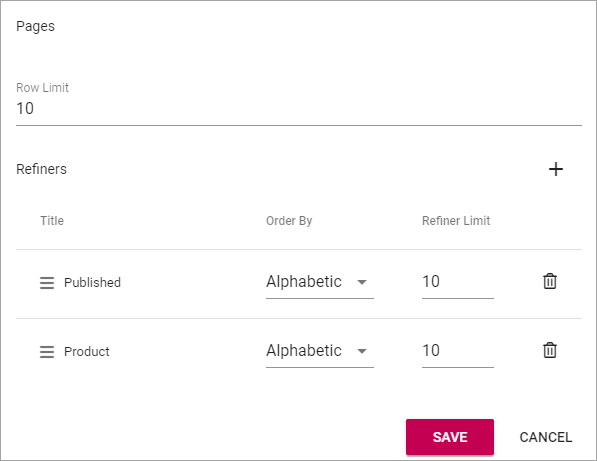 Pages
Row Limit
10
Refiners
Title Order By Refiner Limit
Published Alphabetic 10
Product Alphabetic 10
SAVE CANCEL